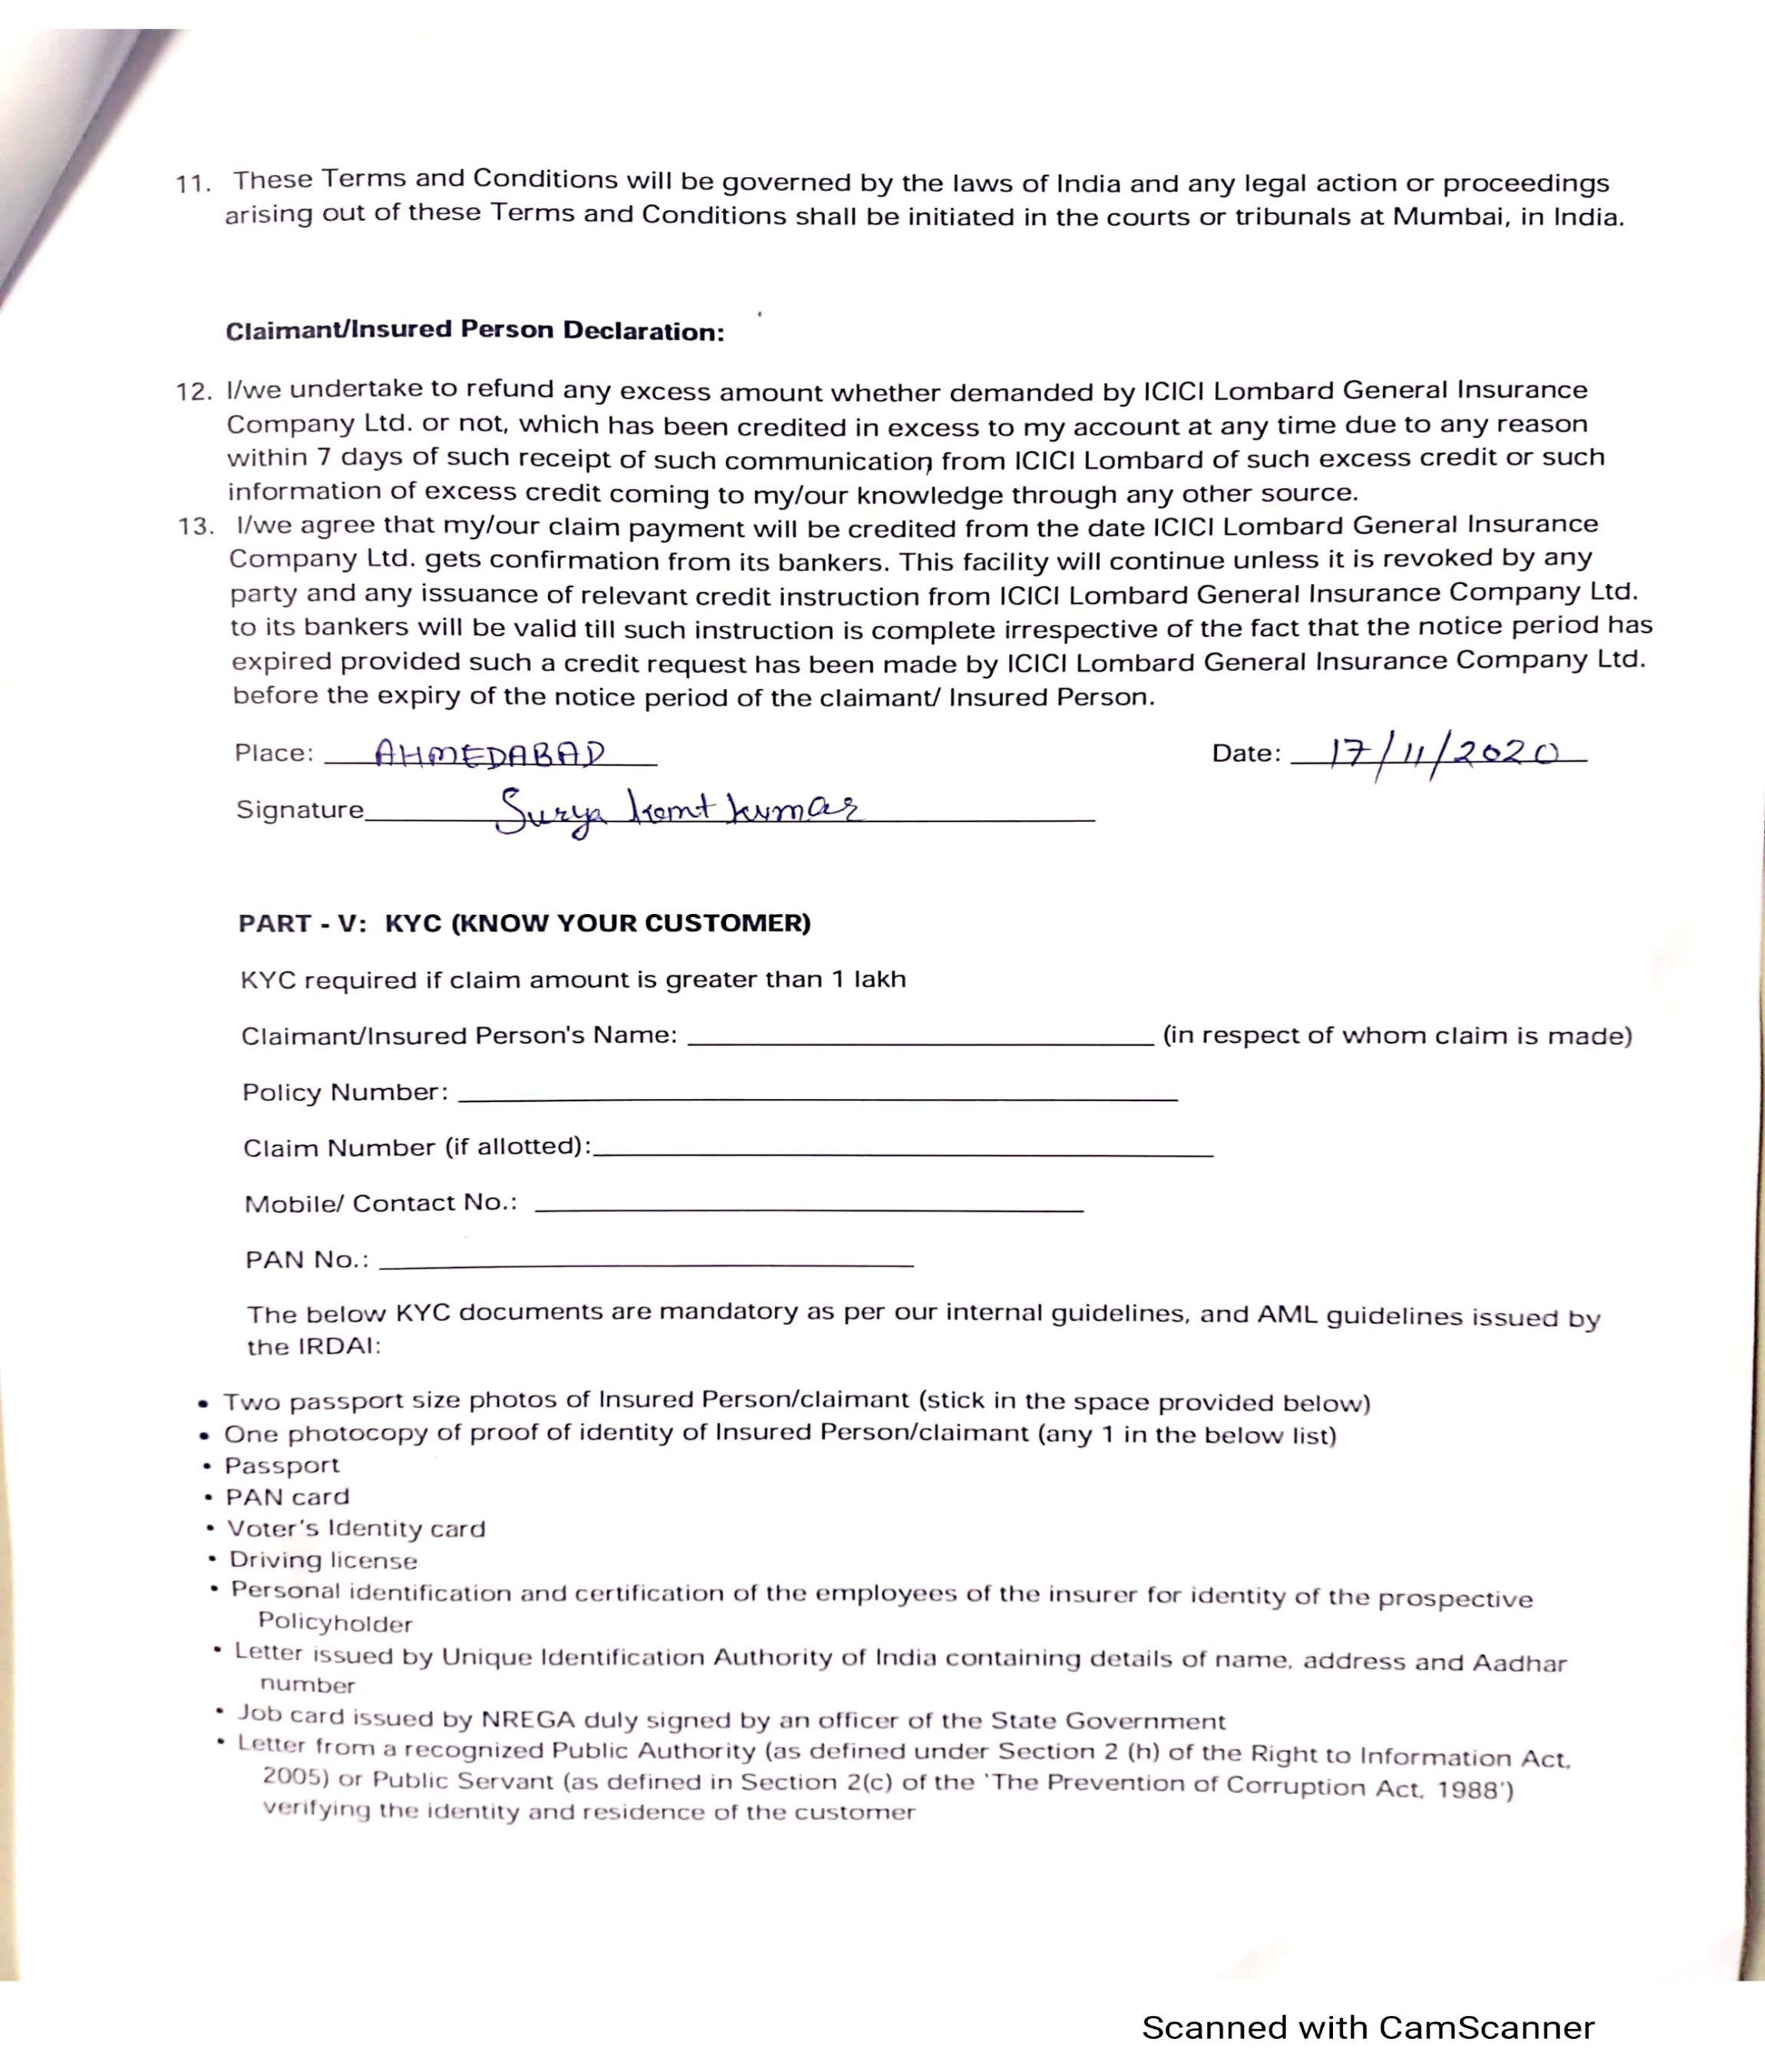 11. These Terms and Conditions will be governed by the laws of India and any legal action or proceedings
arising out of these Terms and Conditions shall be initiated in the courts or tribunals at Mumbai, in India.
Claimant/Insured Person Declaration:
12. I/we undertake to refund any excess amount whether demanded by ICICI Lombard General Insurance
Company Ltd. or not, which has been credited in excess to my account at any time due to any reason
within 7 days of such receipt of such communication from ICICI Lombard of such excess credit or such
information of excess credit coming to my/our knowledge through any other source.
13. I/we agree that my/our claim payment will be credited from the date ICICI Lombard General Insurance
Company Ltd. gets confirmation from its bankers. This facility will continue unless it is revoked by any
party and any issuance of relevant credit instruction from ICICI Lombard General Insurance Company Ltd.
to its bankers will be valid till such instruction is complete irrespective of the fact that the notice period has
expired provided such a credit request has been made by ICICI Lombard General Insurance Company Ltd.
before the expiry of the notice period of the claimant/ Insured Person.
Place: AHMEDABAD Date: 17/11/2020
Signature Surya kant kumar
PART - V: KYC (KNOW YOUR CUSTOMER)
KYC required if claim amount is greater than 1 lakh
Claimant/Insured Person's Name: (in respect of whom claim is made)
Policy Number:
Claim Number (if allotted):
Mobile/ Contact No.:
PAN No.:
The below KYC documents are mandatory as per our internal guidelines, and AML guidelines issued by
the IRDAI:
• Two passport size photos of Insured Person/claimant (stick in the space provided below)
• One photocopy of proof of identity of Insured Person/claimant (any 1 in the below list)
• Passport
• PAN card
• Voter's Identity card
• Driving license
• Personal identification and certification of the employees of the insurer for identity of the prospective
Policyholder
• Letter issued by Unique Identification Authority of India containing details of name, address and Aadhar
number
• Job card issued by NREGA duly signed by an officer of the State Government
• Letter from a recognized Public Authority (as defined under Section 2 (h) of the Right to Information Act,
2005) or Public Servant (as defined in Section 2(c) of the 'The Prevention of Corruption Act, 1988')
verifying the identity and residence of the customer
Scanned with CamScanner